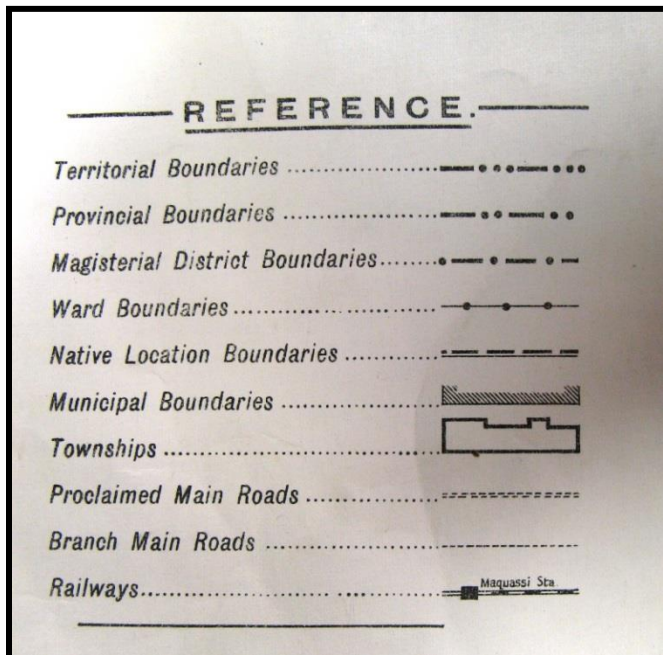 REFERENCE.
Territorial Boundaries
Provincial Boundaries
Magisterial District Boundaries
Ward Boundaries
Native Location Boundaries
Municipal Boundaries
Townships
Proclaimed Main Roads
Branch Main Roads
Railways Maquassi Sta.